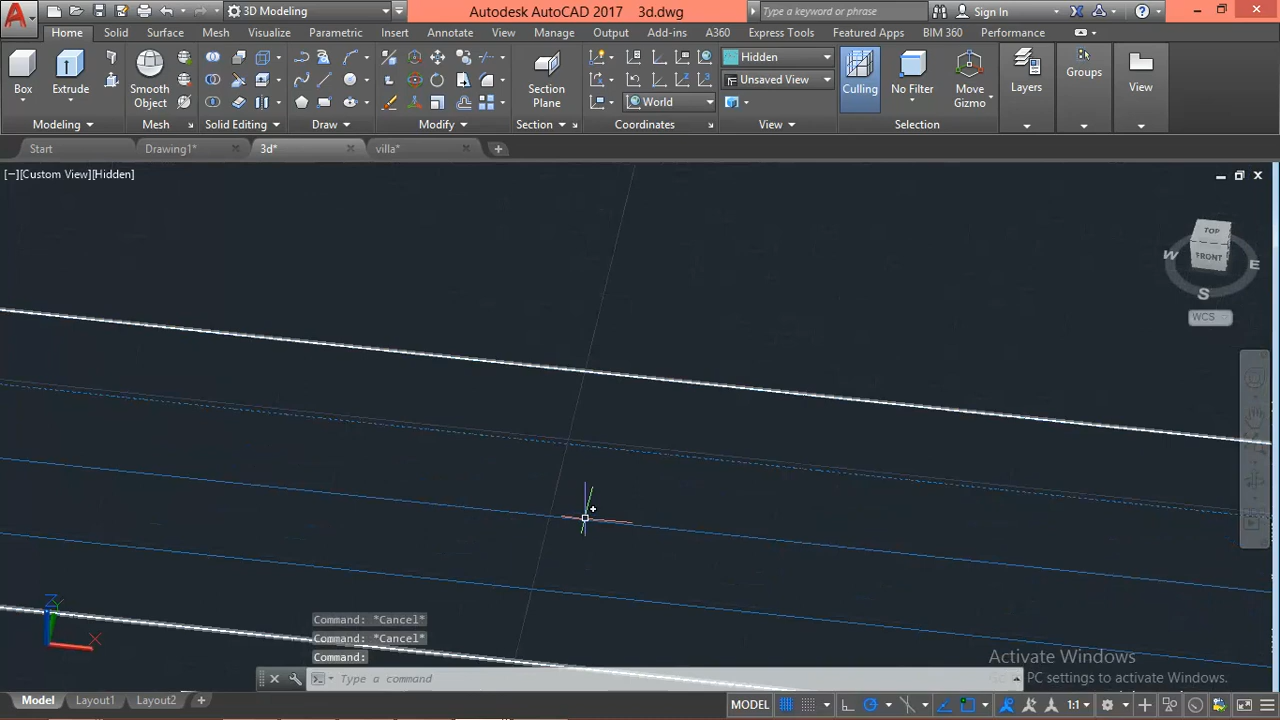 3D Modeling
Autodesk AutoCAD 2017 3d.dwg
Type a keyword or phrase
Sign In
Home Solid Surface Mesh Visualize Parametric Insert Annotate View Manage Output Add-ins A360 Express Tools Featured Apps BIM 360 Performance
Box
Extrude
Smooth
Object
Section
Plane
Hidden
Unsaved View
World
Culling
No Filter
Move
Gizmo
Layers
Groups
View
Modeling
Mesh
Solid Editing
Draw
Modify
Section
Coordinates
View
Selection
Start
Drawing1*
3d*
villa*
[−][Custom View][Hidden]
TOP
FRONT
W
E
S
WCS
Z
Y
X
Command: *Cancel*
Command: *Cancel*
Command:
Type a command
Activate Windows
PC settings to activate Windows.
Model
Layout1
Layout2
MODEL
1:1